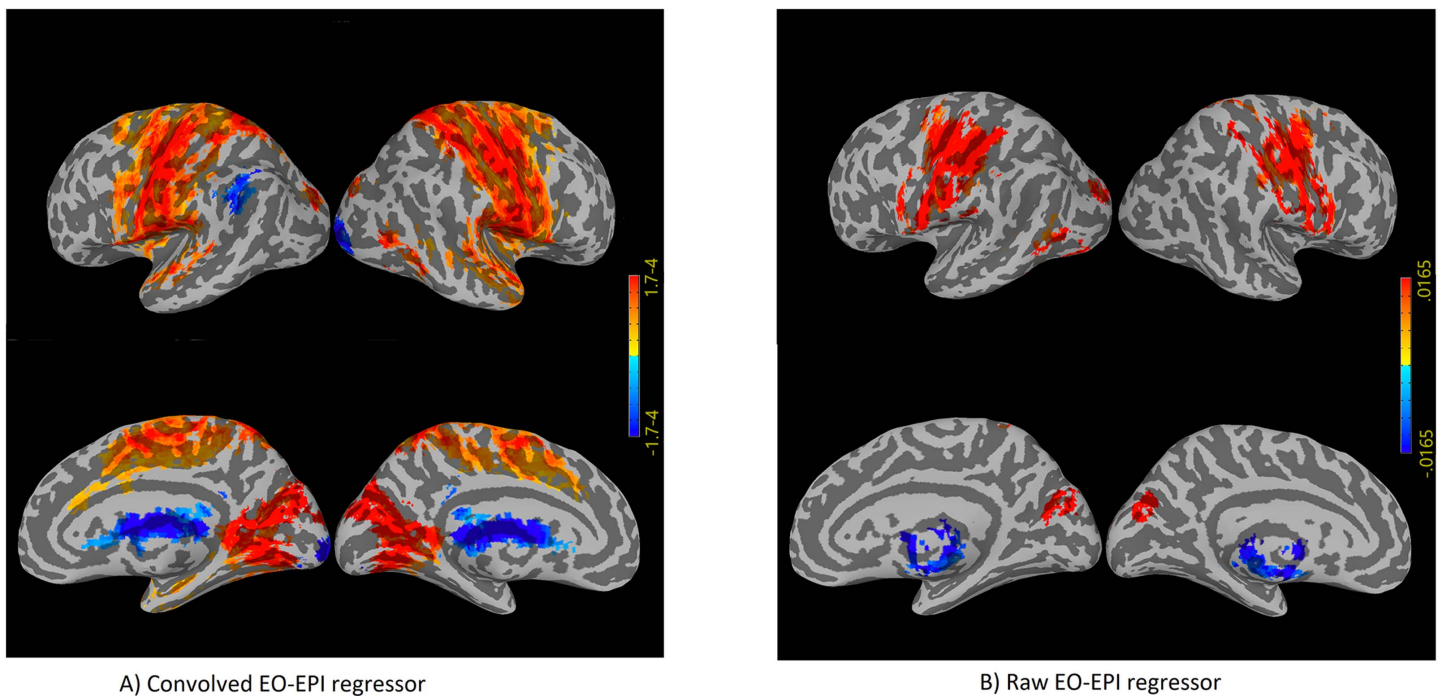 1.7-4
-1.7-4
.0165
-.0165
A) Convolved EO-EPI regressor
B) Raw EO-EPI regressor